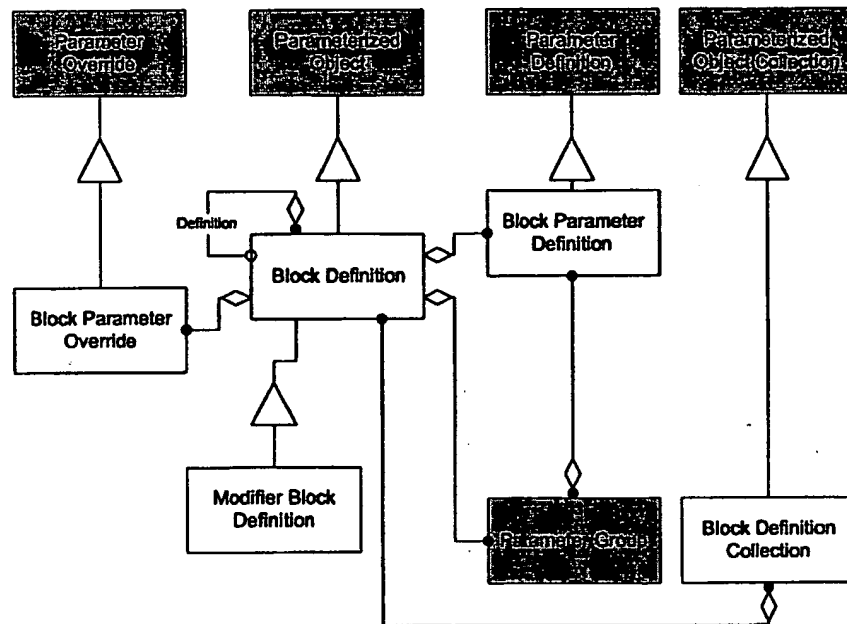 Parameter
Override
Parameterized
Object
Parameter
Definition
Parameterized
Object Collection
Definition
Block Parameter
Definition
Block Definition
Block Parameter
Override
Modifier Block
Definition
Parameter Group
Block Definition
Collection